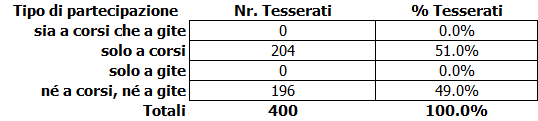 Tipo di partecipazione Nr. Tesserati % Tesserati
sia a corsi che a gite 0 0.0%
solo a corsi 204 51.0%
solo a gite 0 0.0%
né a corsi, né a gite 196 49.0%
Totali 400 100.0%